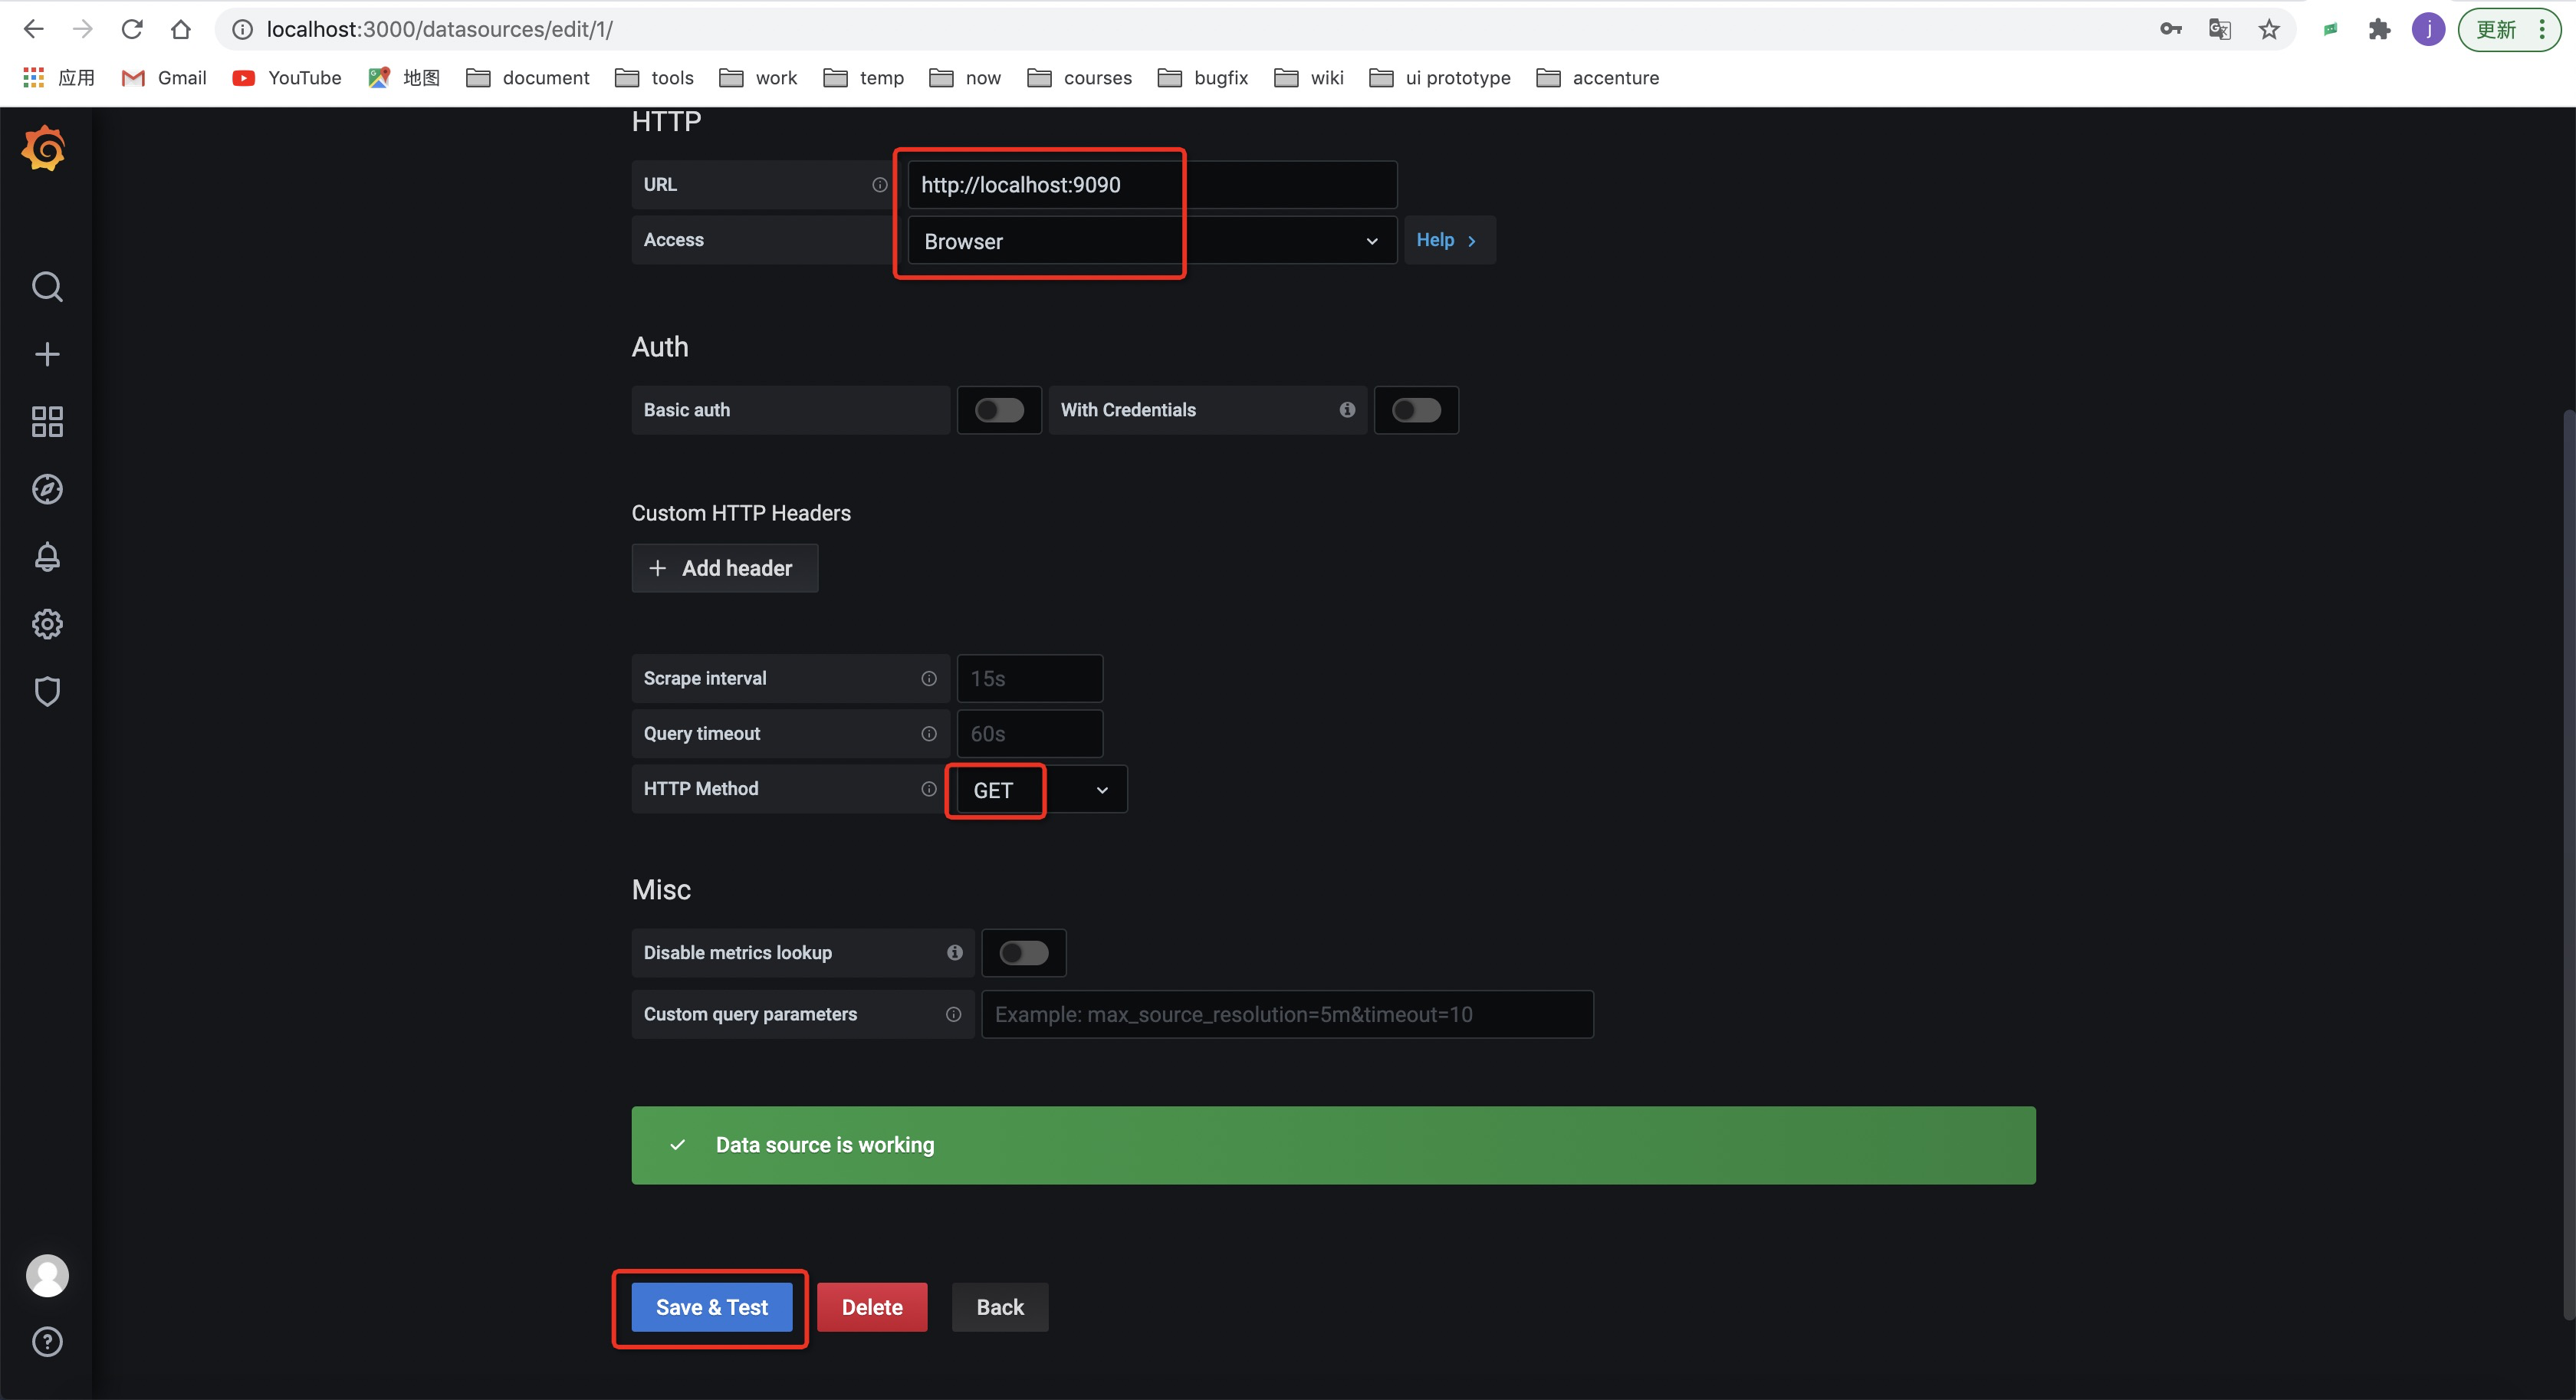 localhost:3000/datasources/edit/1/
j
更新
应用 Gmail YouTube 地图 document tools work temp now courses bugfix wiki ui prototype accenture
HTTP
URL http://localhost:9090
Access Browser Help
Auth
Basic auth With Credentials
Custom HTTP Headers
Add header
Scrape interval 15s
Query timeout 60s
HTTP Method GET
Misc
Disable metrics lookup
Custom query parameters Example: max_source_resolution=5m&timeout=10
Data source is working
Save & Test Delete Back